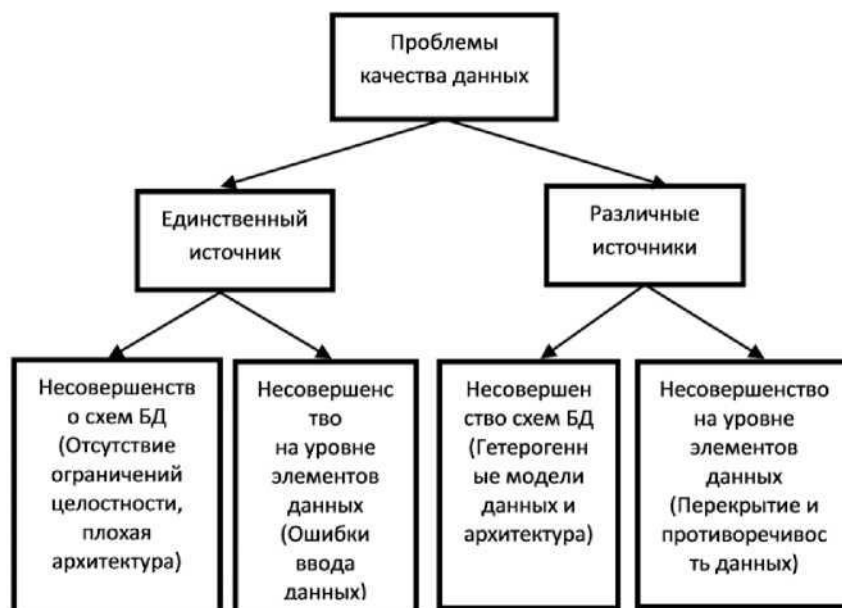 Проблемы
качества данных
Единственный
источник
Различные
источники
Несовершенств
о схем БД
(Отсутствие
ограничений
целостности,
плохая
архитектура)
Несовершенс
тво
на уровне
элементов
данных
(Ошибки
ввода
данных)
Несовершен
ство схем БД
(Гетерогенн
ые модели
данных и
архитектура)
Несовершенство
на уровне
элементов
данных
(Перекрытие и
противоречивос
ть данных)